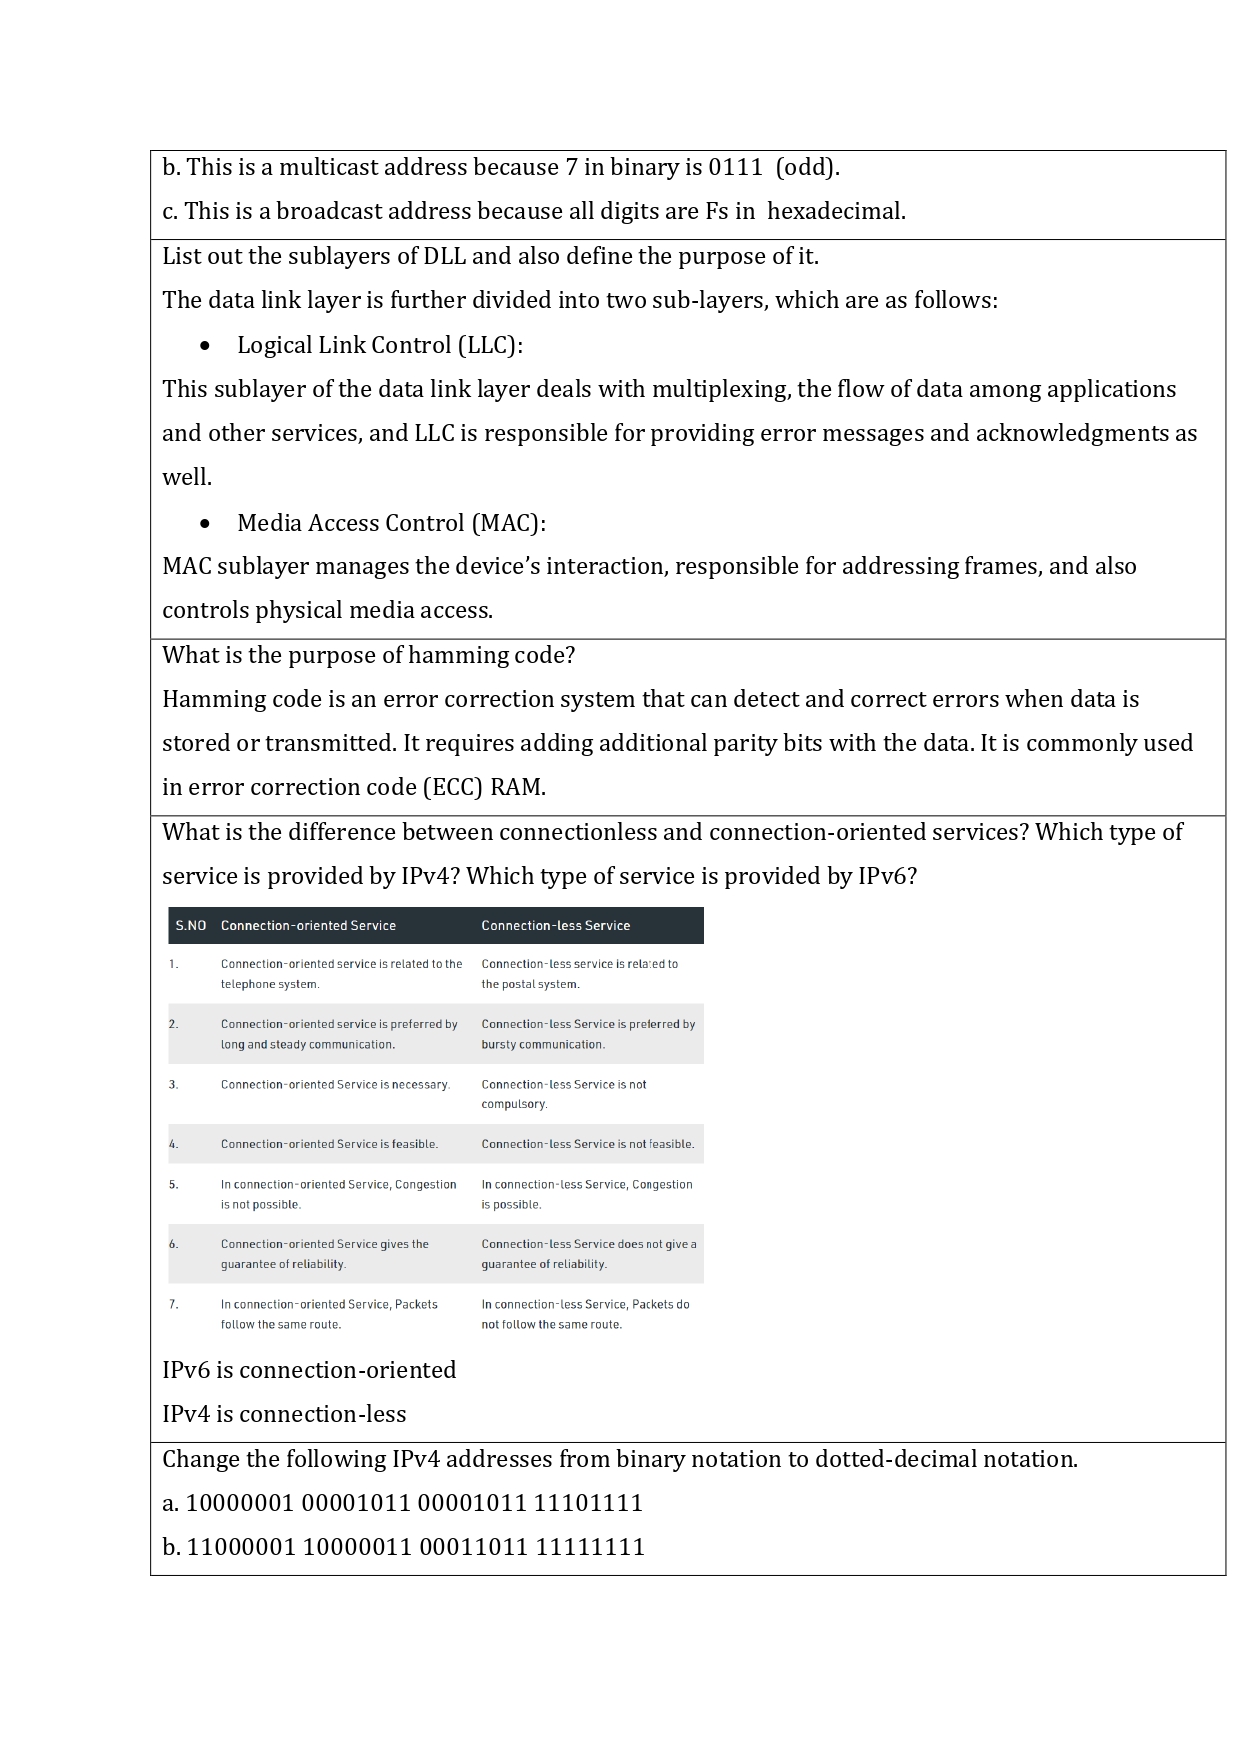 b. This is a multicast address because 7 in binary is 0111  (odd).
c. This is a broadcast address because all digits are Fs in  hexadecimal.
List out the sublayers of DLL and also define the purpose of it.
The data link layer is further divided into two sub-layers, which are as follows:
• Logical Link Control (LLC):
This sublayer of the data link layer deals with multiplexing, the flow of data among applications
and other services, and LLC is responsible for providing error messages and acknowledgments as
well.
• Media Access Control (MAC):
MAC sublayer manages the device’s interaction, responsible for addressing frames, and also
controls physical media access.
What is the purpose of hamming code?
Hamming code is an error correction system that can detect and correct errors when data is
stored or transmitted. It requires adding additional parity bits with the data. It is commonly used
in error correction code (ECC) RAM.
What is the difference between connectionless and connection-oriented services? Which type of
service is provided by IPv4? Which type of service is provided by IPv6?
S.NO Connection-oriented Service Connection-less Service
1. Connection-oriented service is related to the Connection-less service is related to
telephone system. the postal system.
2. Connection-oriented service is preferred by Connection-less Service is preferred by
long and steady communication. bursty communication.
3. Connection-oriented Service is necessary. Connection-less Service is not
compulsory.
4. Connection-oriented Service is feasible. Connection-less Service is not feasible.
5. In connection-oriented Service, Congestion In connection-less Service, Congestion
is not possible. is possible.
6. Connection-oriented Service gives the Connection-less Service does not give a
guarantee of reliability. guarantee of reliability.
7. In connection-oriented Service, Packets In connection-less Service, Packets do
follow the same route. not follow the same route.
IPv6 is connection-oriented
IPv4 is connection-less
Change the following IPv4 addresses from binary notation to dotted-decimal notation.
a. 10000001 00001011 00001011 11101111
b. 11000001 10000011 00011011 11111111